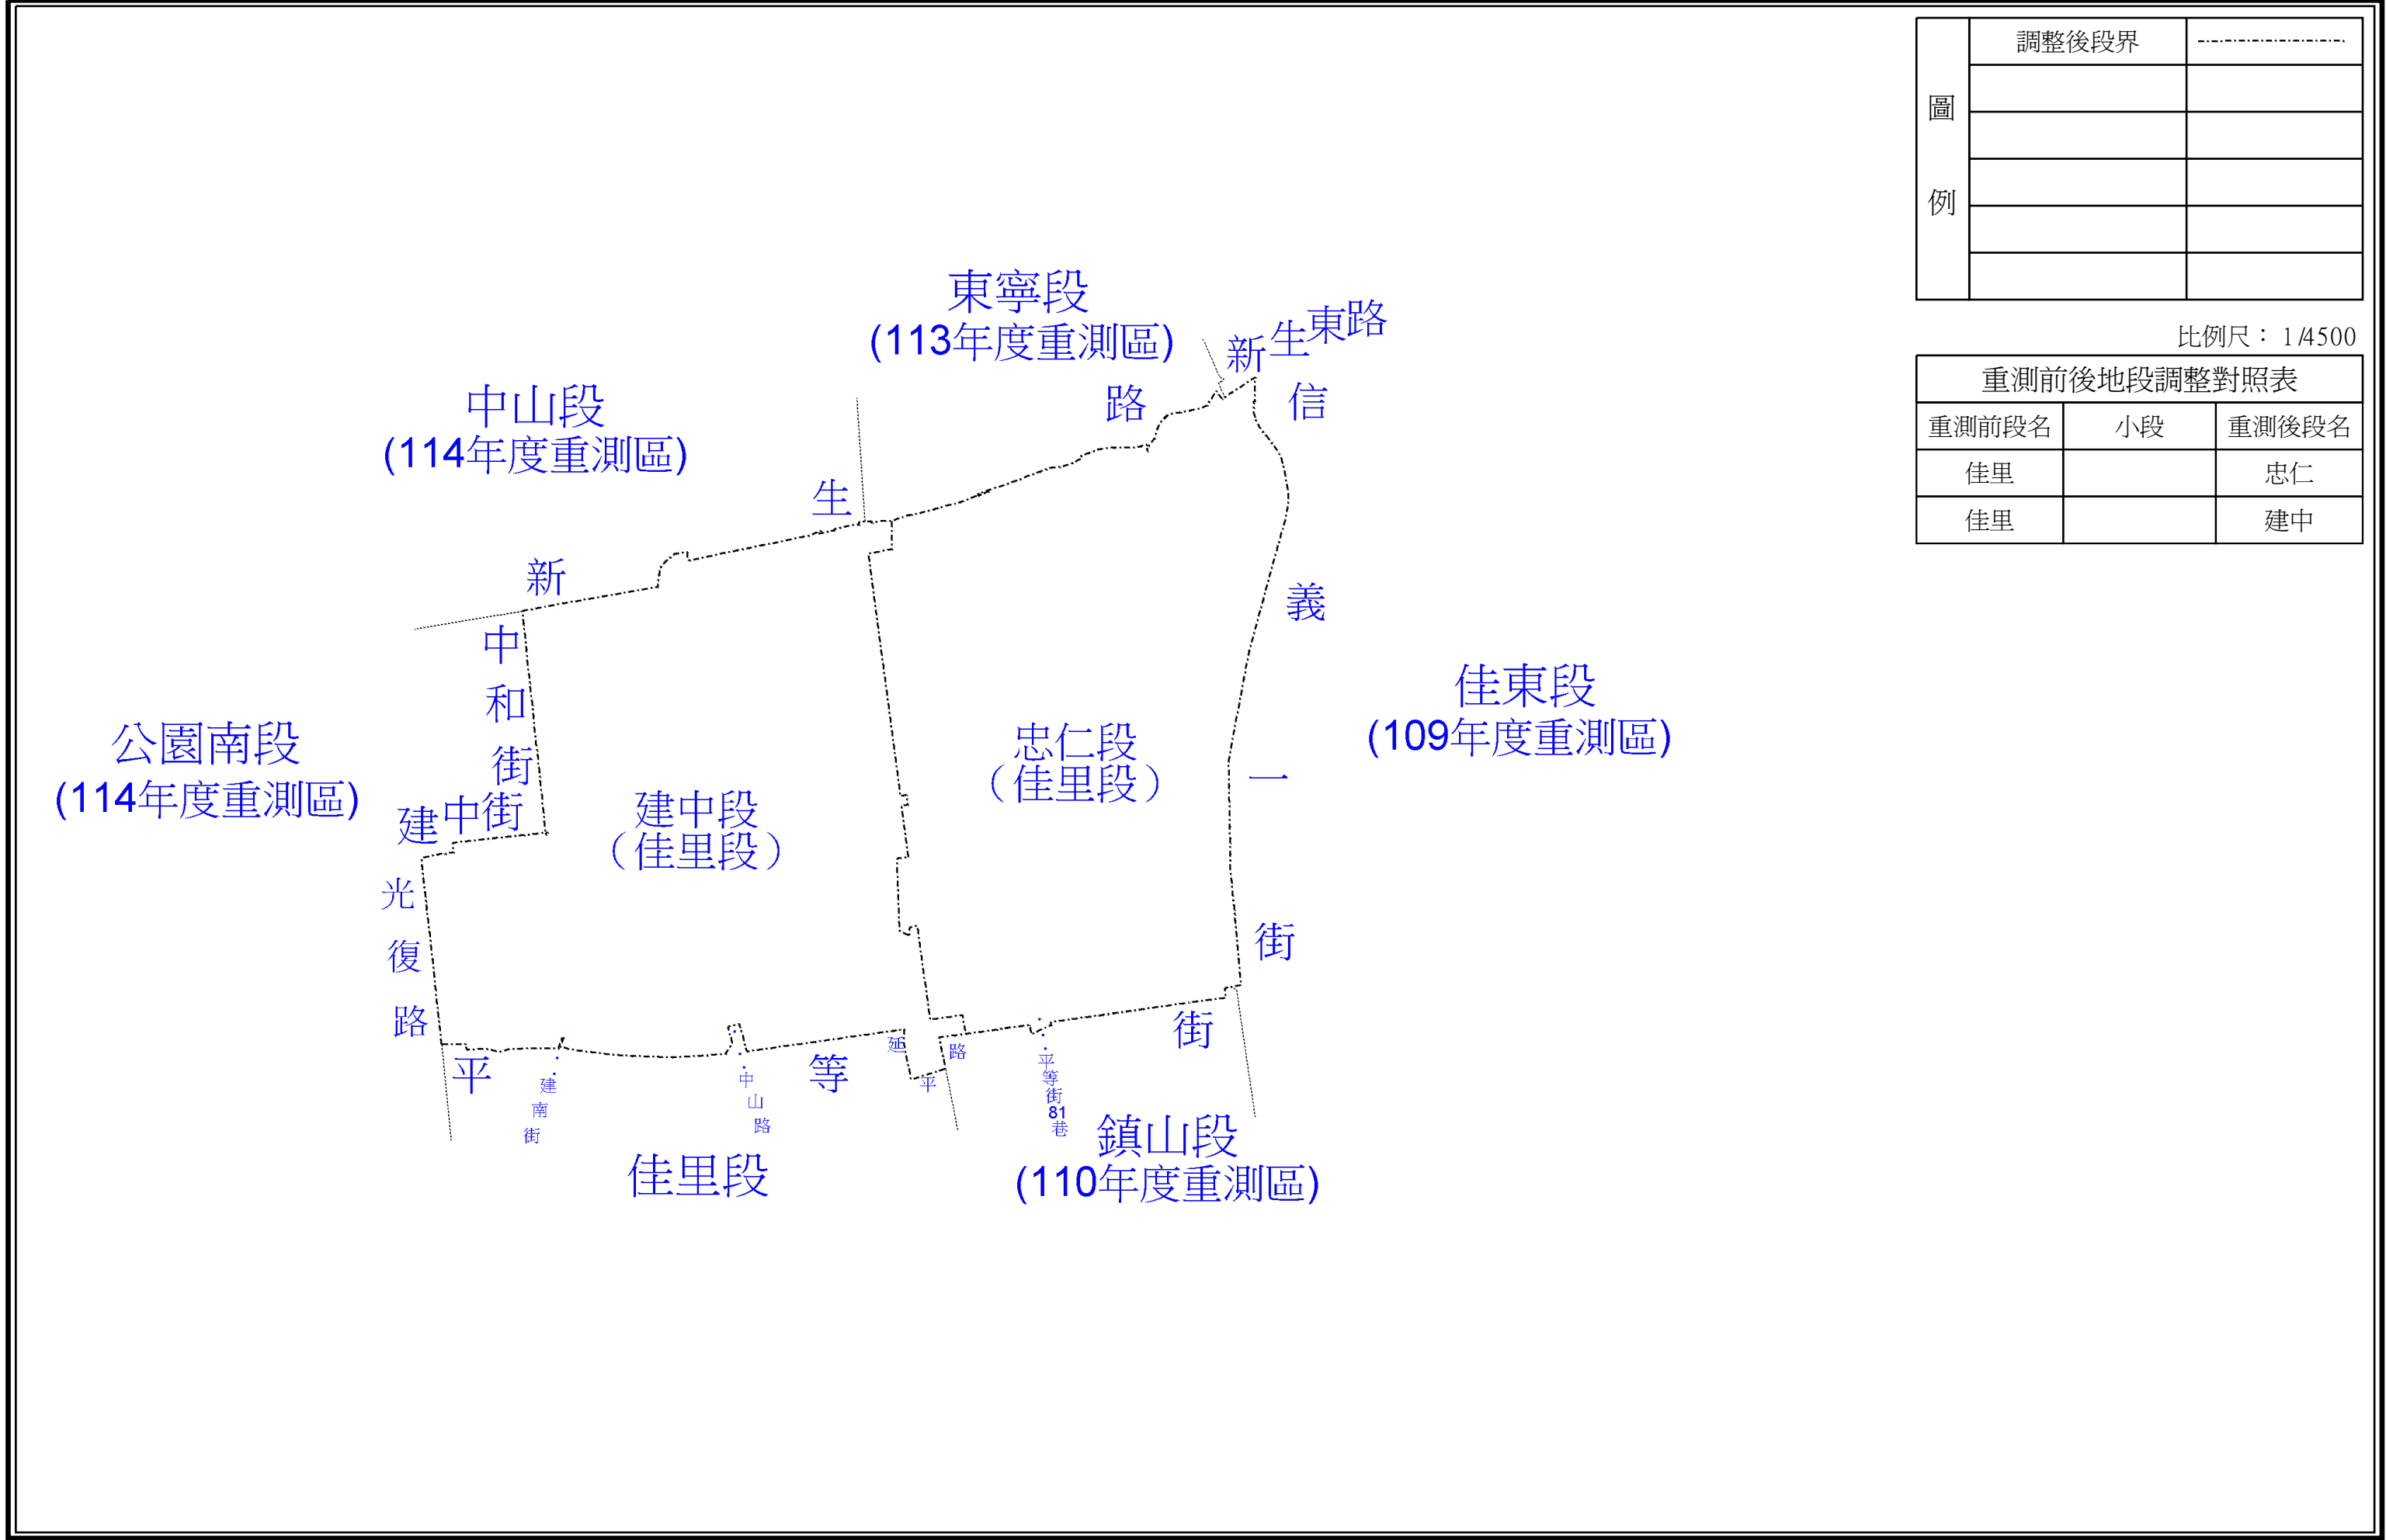 調整後段界
圖例
比例尺：1/4500
重測前後地段調整對照表
重測前段名 小段 重測後段名
佳里 忠仁
佳里 建中
東寧段
(113年度重測區)
新生東路
中山段
(114年度重測區)
新生路
信義一街
中和街
公園南段
(114年度重測區)
建中街
光復路
建中段
（佳里段）
忠仁段
（佳里段）
佳東段
(109年度重測區)
平等街
建南街
中山路
延平路
平等街81巷
佳里段
鎮山段
(110年度重測區)